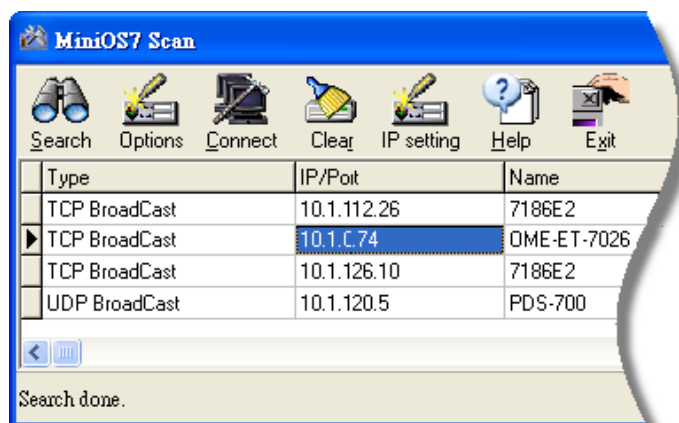 MiniOS7 Scan
Search Options Connect Clear IP setting Help Exit
Type IP/Port Name
TCP BroadCast 10.1.112.26 7186E2
TCP BroadCast 10.1.0.74 OME-ET-7026
TCP BroadCast 10.1.126.10 7186E2
UDP BroadCast 10.1.120.5 PDS-700
Search done.